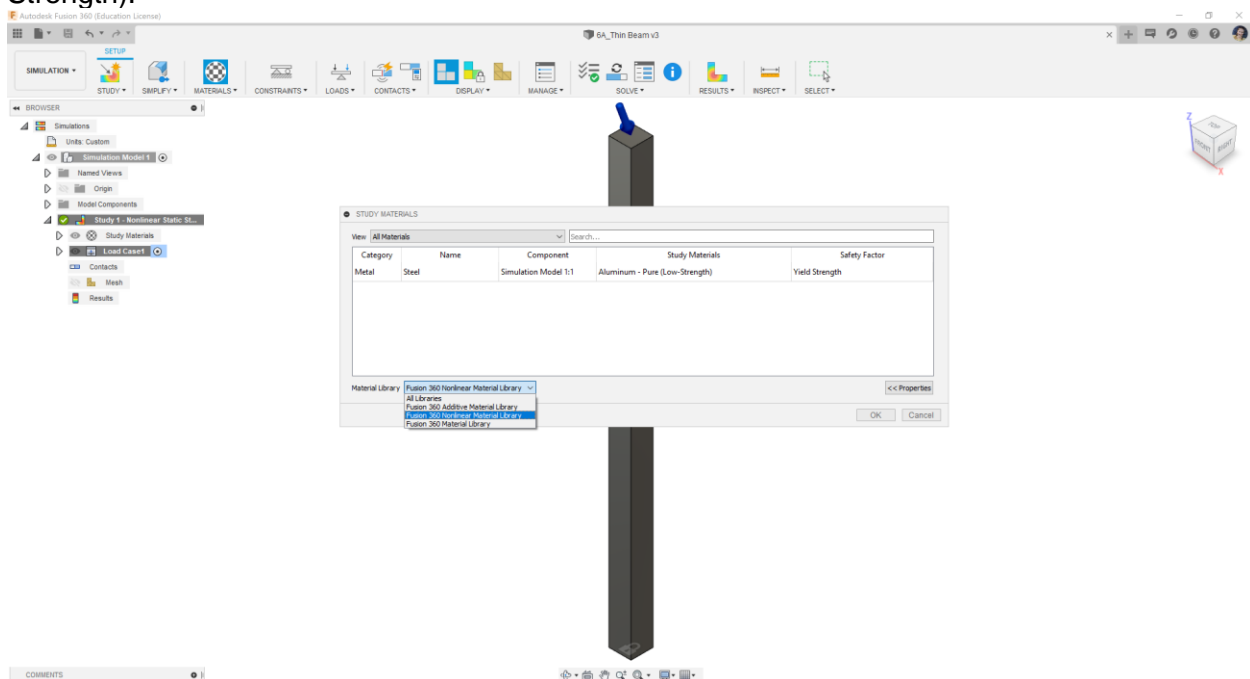 Strength).
Autodesk Fusion 360 (Education License)
6A_Thin Beam v3
SETUP
SIMULATION
STUDY SIMPLIFY MATERIALS CONSTRAINTS LOADS CONTACTS DISPLAY MANAGE SOLVE RESULTS INSPECT SELECT
BROWSER
Simulations
Units: Custom
Simulation Model 1
Named Views
Origin
Model Components
Study 1 - Nonlinear Static St...
Study Materials
Load Case1
Contacts
Mesh
Results
STUDY MATERIALS
View All Materials Search...
Category Name Component Study Materials Safety Factor
Metal Steel Simulation Model 1:1 Aluminum - Pure (Low-Strength) Yield Strength
Material Library Fusion 360 Nonlinear Material Library << Properties
All Libraries
Fusion 360 Additive Material Library
Fusion 360 Nonlinear Material Library
Fusion 360 Material Library
OK Cancel
Z
TOP
FRONT RIGHT
X
COMMENTS